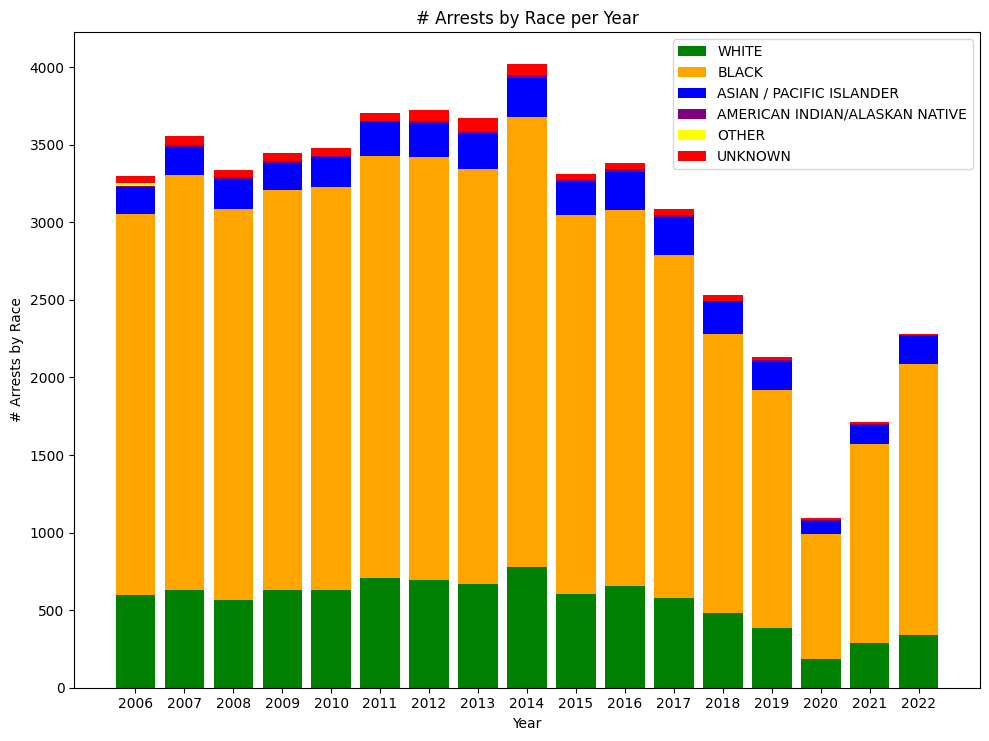 # Arrests by Race per Year
WHITE
BLACK
ASIAN / PACIFIC ISLANDER
AMERICAN INDIAN/ALASKAN NATIVE
OTHER
UNKNOWN
# Arrests by Race
4000
3500
3000
2500
2000
1500
1000
500
0
2006 2007 2008 2009 2010 2011 2012 2013 2014 2015 2016 2017 2018 2019 2020 2021 2022
Year